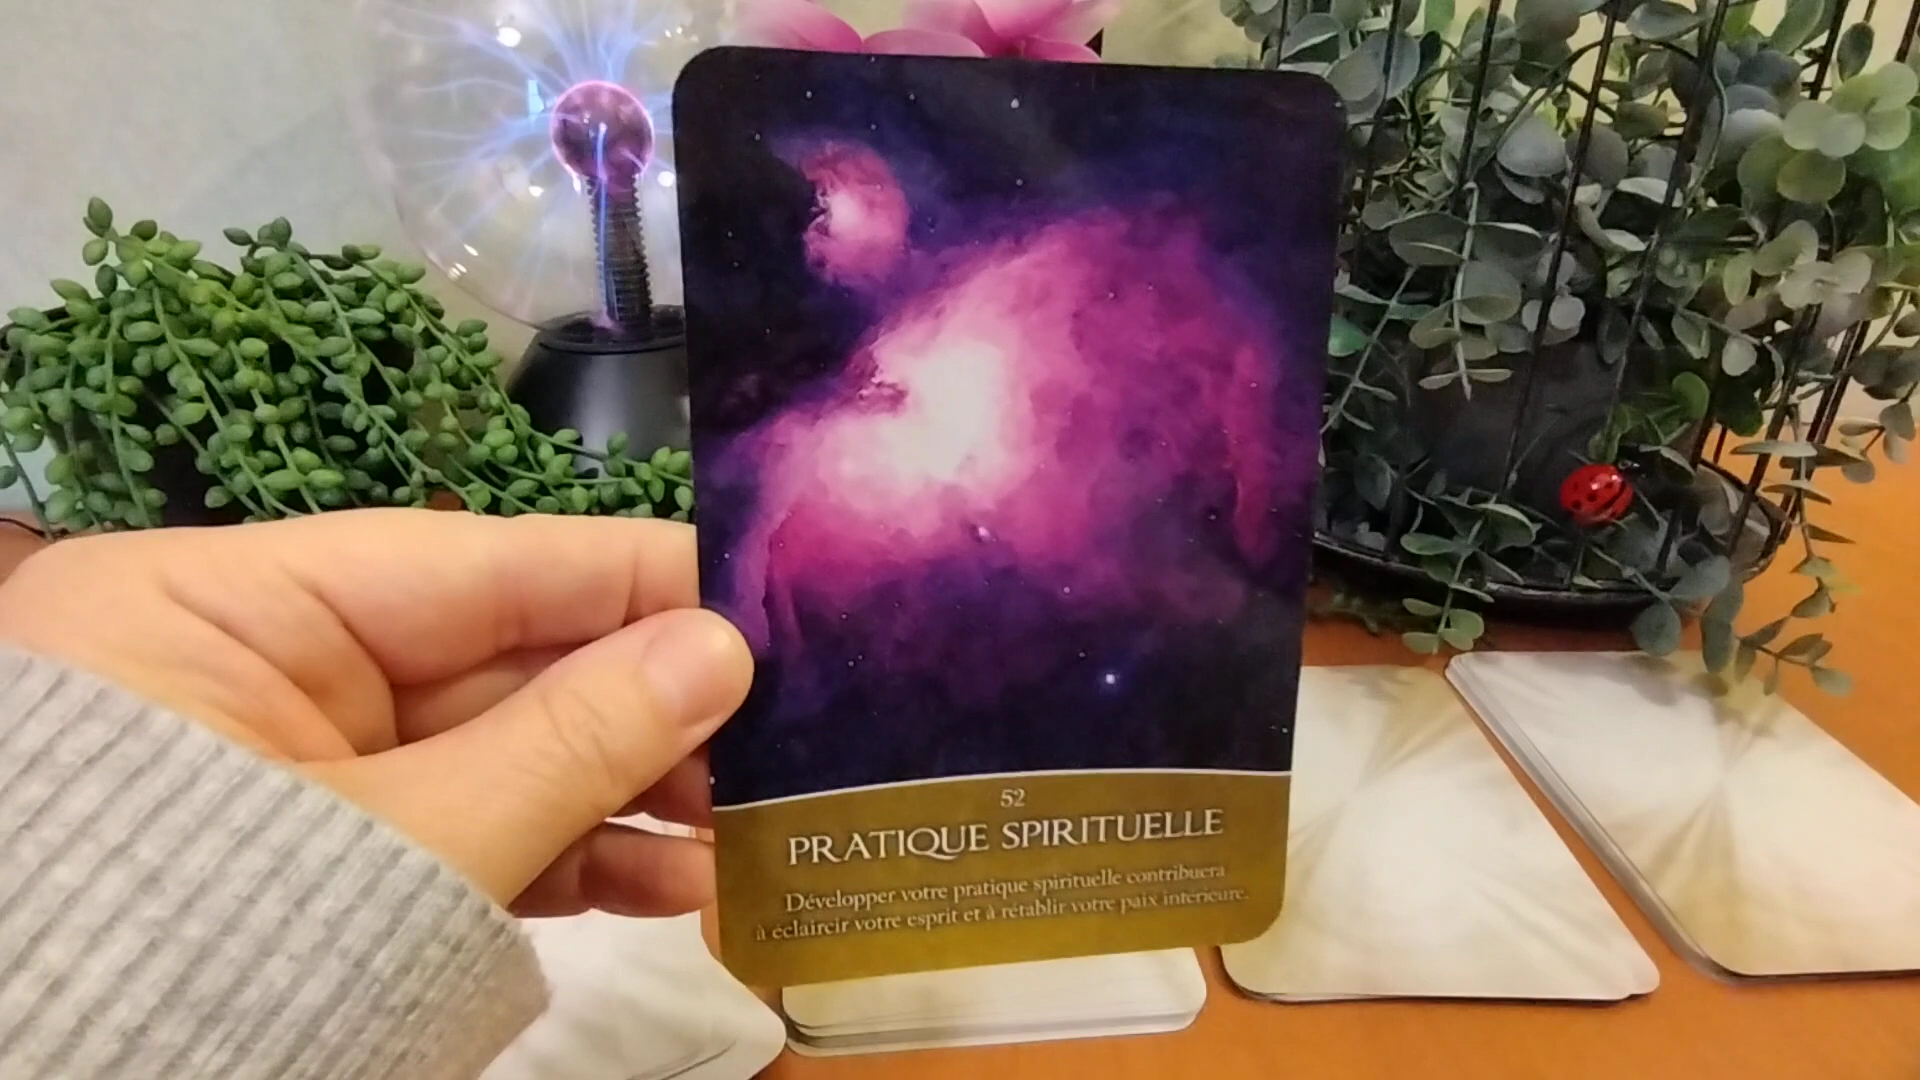 52
PRATIQUE SPIRITUELLE
Développer votre pratique spirituelle contribuera
à éclaircir votre esprit et à rétablir votre paix intérieure.